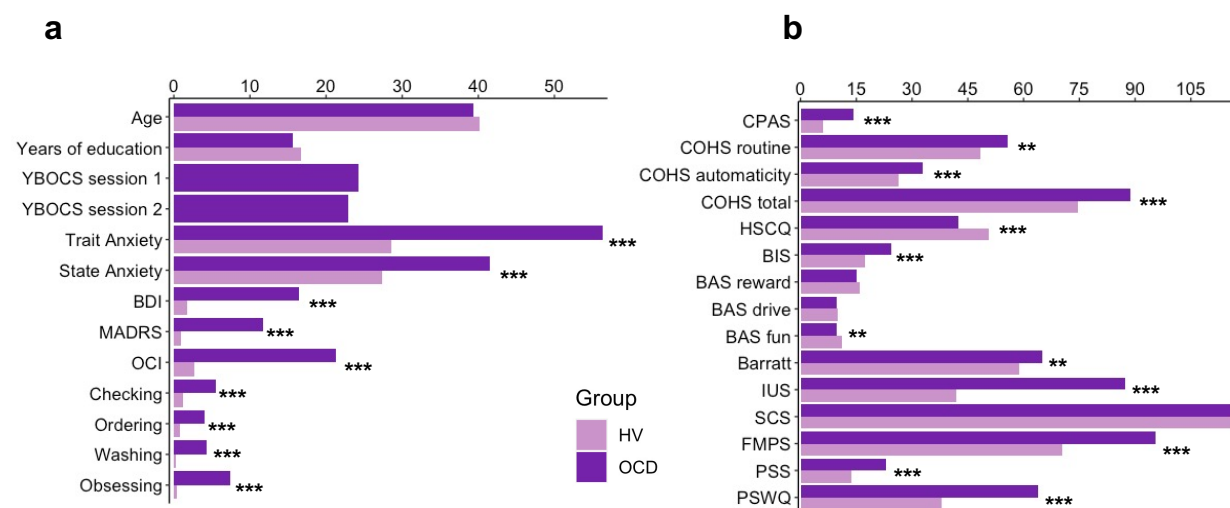 a
0 10 20 30 40 50
Age
Years of education
YBOCS session 1
YBOCS session 2
Trait Anxiety ***
State Anxiety ***
BDI ***
MADRS ***
OCI ***
Checking ***
Ordering ***
Washing ***
Obsessing ***
Group
HV
OCD
b
0 15 30 45 60 75 90 105
CPAS ***
COHS routine **
COHS automaticity ***
COHS total ***
HSCQ ***
BIS ***
BAS reward
BAS drive
BAS fun **
Barratt **
IUS ***
SCS
FMPS ***
PSS ***
PSWQ ***